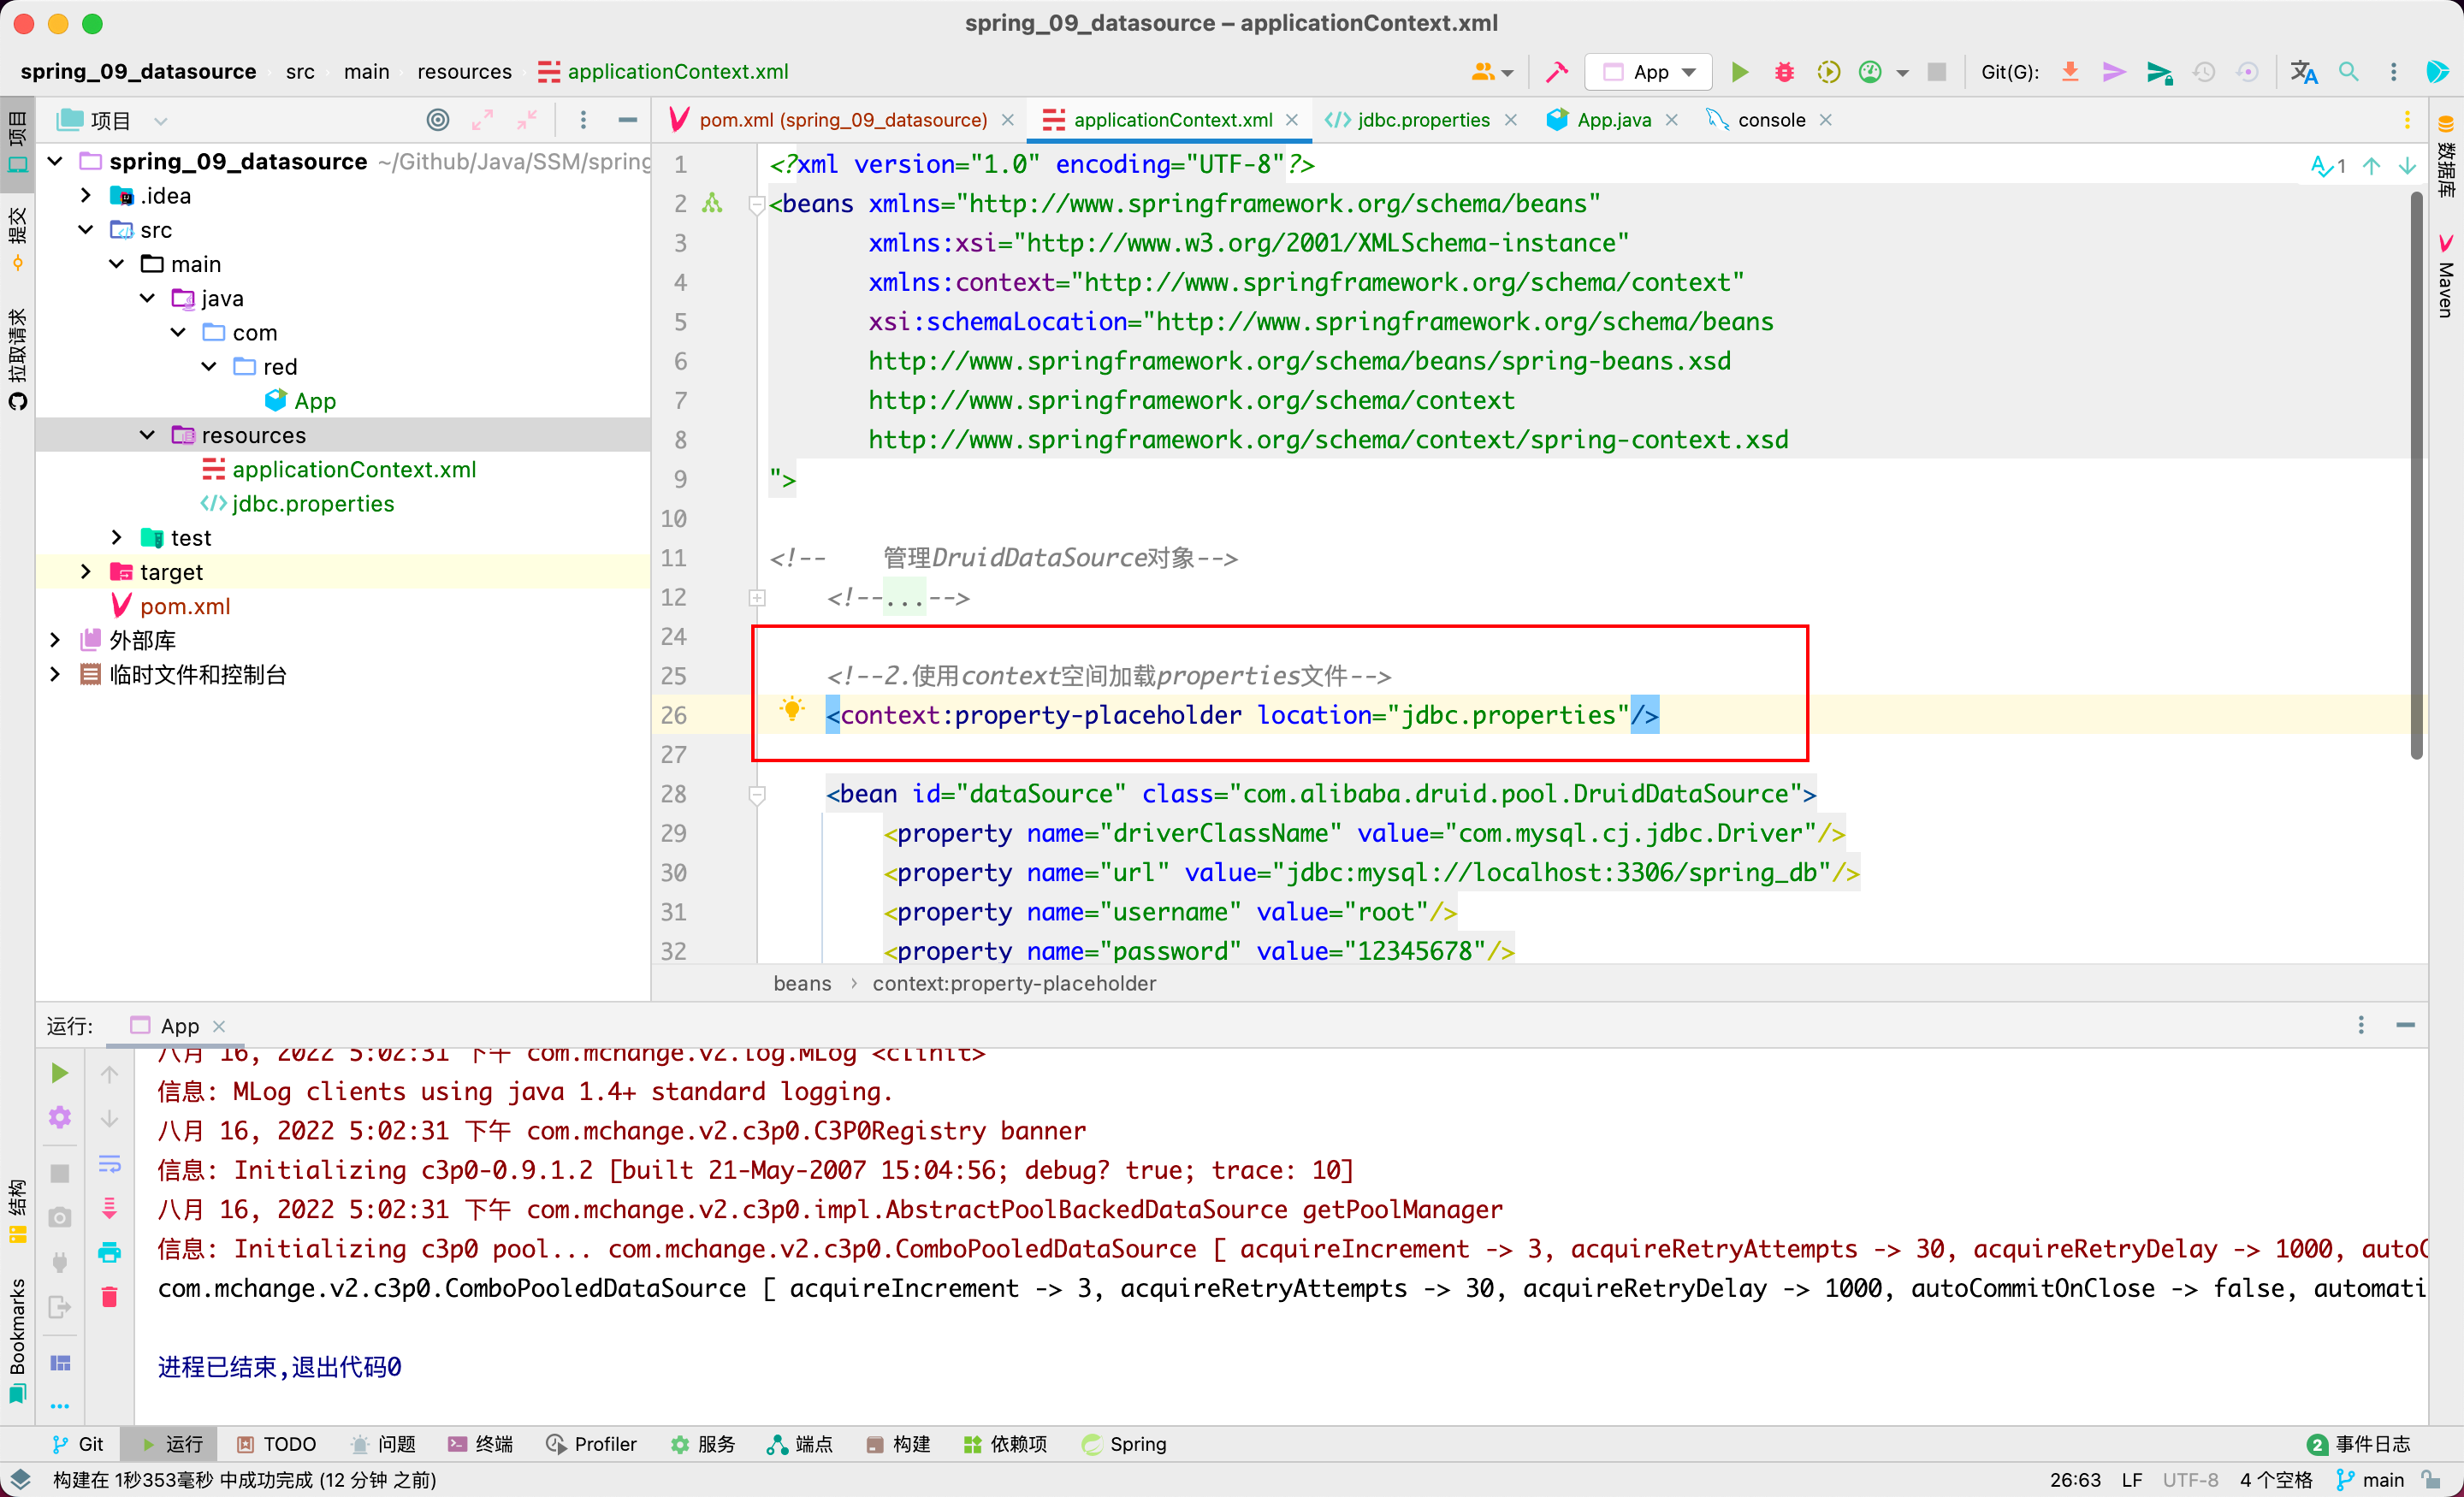 spring_09_datasource – applicationContext.xml
spring_09_datasource src main resources applicationContext.xml
App
Git(G):
项目
pom.xml (spring_09_datasource)
applicationContext.xml
jdbc.properties
App.java
console
项目
提交
拉取请求
spring_09_datasource ~/Github/Java/SSM/spring
.idea
src
main
java
com
red
App
resources
applicationContext.xml
jdbc.properties
test
target
pom.xml
外部库
临时文件和控制台
1 <?xml version="1.0" encoding="UTF-8"?>
2 <beans xmlns="http://www.springframework.org/schema/beans"
3 xmlns:xsi="http://www.w3.org/2001/XMLSchema-instance"
4 xmlns:context="http://www.springframework.org/schema/context"
5 xsi:schemaLocation="http://www.springframework.org/schema/beans
6 http://www.springframework.org/schema/beans/spring-beans.xsd
7 http://www.springframework.org/schema/context
8 http://www.springframework.org/schema/context/spring-context.xsd
9 ">
10
11 <!-- 管理DruidDataSource对象-->
12 <!--...-->
24
25 <!--2.使用context空间加载properties文件-->
26 <context:property-placeholder location="jdbc.properties"/>
27
28 <bean id="dataSource" class="com.alibaba.druid.pool.DruidDataSource">
29 <property name="driverClassName" value="com.mysql.cj.jdbc.Driver"/>
30 <property name="url" value="jdbc:mysql://localhost:3306/spring_db"/>
31 <property name="username" value="root"/>
32 <property name="password" value="12345678"/>
1
数据库
Maven
beans › context:property-placeholder
运行: App
八月 16, 2022 5:02:31 下午 com.mchange.v2.log.MLog <clinit>
信息: MLog clients using java 1.4+ standard logging.
八月 16, 2022 5:02:31 下午 com.mchange.v2.c3p0.C3P0Registry banner
信息: Initializing c3p0-0.9.1.2 [built 21-May-2007 15:04:56; debug? true; trace: 10]
八月 16, 2022 5:02:31 下午 com.mchange.v2.c3p0.impl.AbstractPoolBackedDataSource getPoolManager
信息: Initializing c3p0 pool... com.mchange.v2.c3p0.ComboPooledDataSource [ acquireIncrement -> 3, acquireRetryAttempts -> 30, acquireRetryDelay -> 1000, autoC
com.mchange.v2.c3p0.ComboPooledDataSource [ acquireIncrement -> 3, acquireRetryAttempts -> 30, acquireRetryDelay -> 1000, autoCommitOnClose -> false, automati
进程已结束,退出代码0
结构
Bookmarks
Git 运行 TODO 问题 终端 Profiler 服务 端点 构建 依赖项 Spring
2 事件日志
构建在 1秒353毫秒 中成功完成 (12 分钟 之前)
26:63 LF UTF-8 4 个空格 main